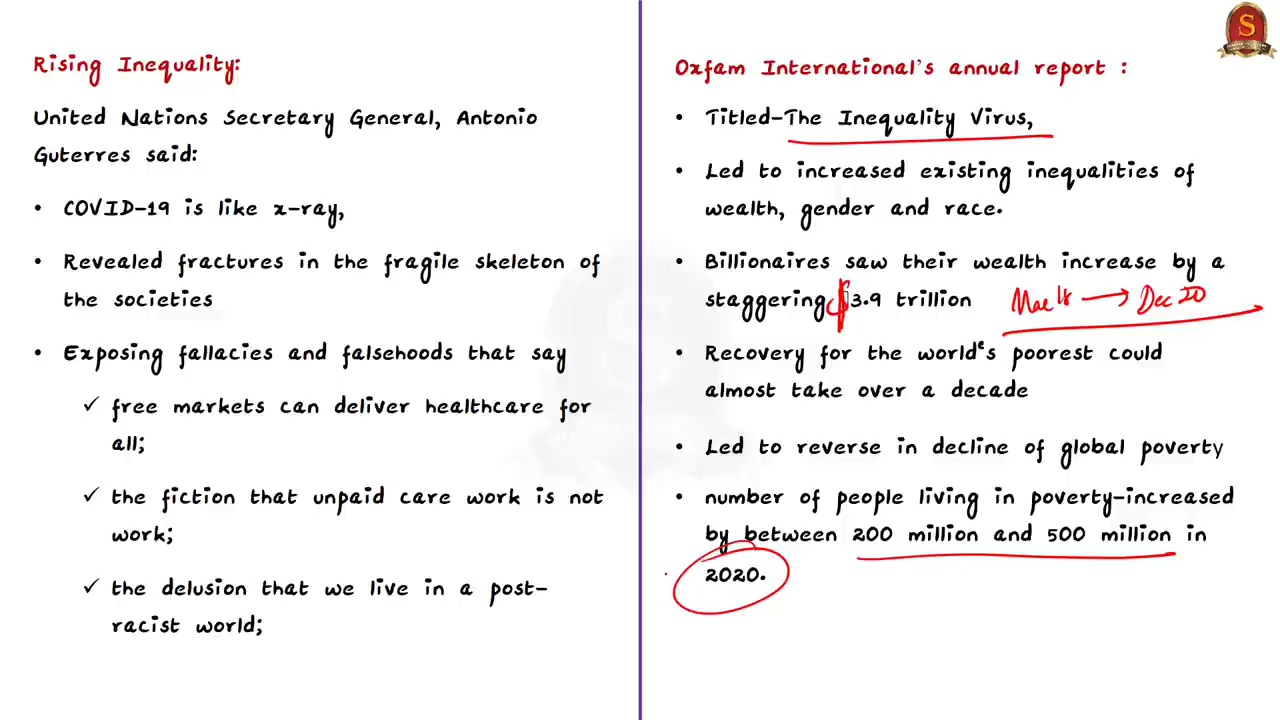 Rising Inequality:
United Nations Secretary General, Antonio
Guterres said:
• COVID-19 is like x-ray,
• Revealed fractures in the fragile skeleton of
the societies
• Exposing fallacies and falsehoods that say
✓ free markets can deliver healthcare for
all;
✓ the fiction that unpaid care work is not
work;
✓ the delusion that we live in a post-
racist world;
Oxfam International's annual report :
• Titled-The Inequality Virus,
• Led to increased existing inequalities of
wealth, gender and race.
• Billionaires saw their wealth increase by a
staggering $3.9 trillion Mar 18 → Dec 20
• Recovery for the world's poorest could
almost take over a decade
• Led to reverse in decline of global poverty
• number of people living in poverty-increased
by between 200 million and 500 million in
2020.
S